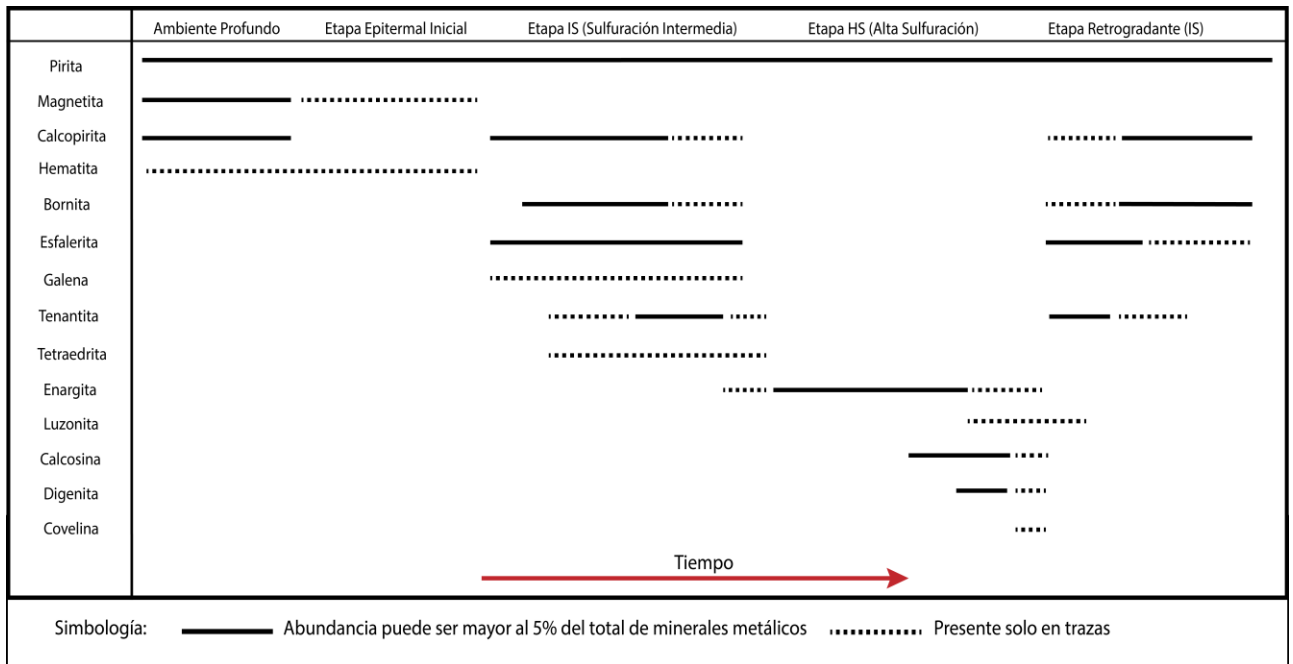 Ambiente Profundo Etapa Epitermal Inicial Etapa IS (Sulfuración Intermedia) Etapa HS (Alta Sulfuración) Etapa Retrogradante (IS)
Pirita
Magnetita
Calcopirita
Hematita
Bornita
Esfalerita
Galena
Tenantita
Tetraedrita
Enargita
Luzonita
Calcosina
Digenita
Covelina
Tiempo
Simbología: Abundancia puede ser mayor al 5% del total de minerales metálicos Presente solo en trazas